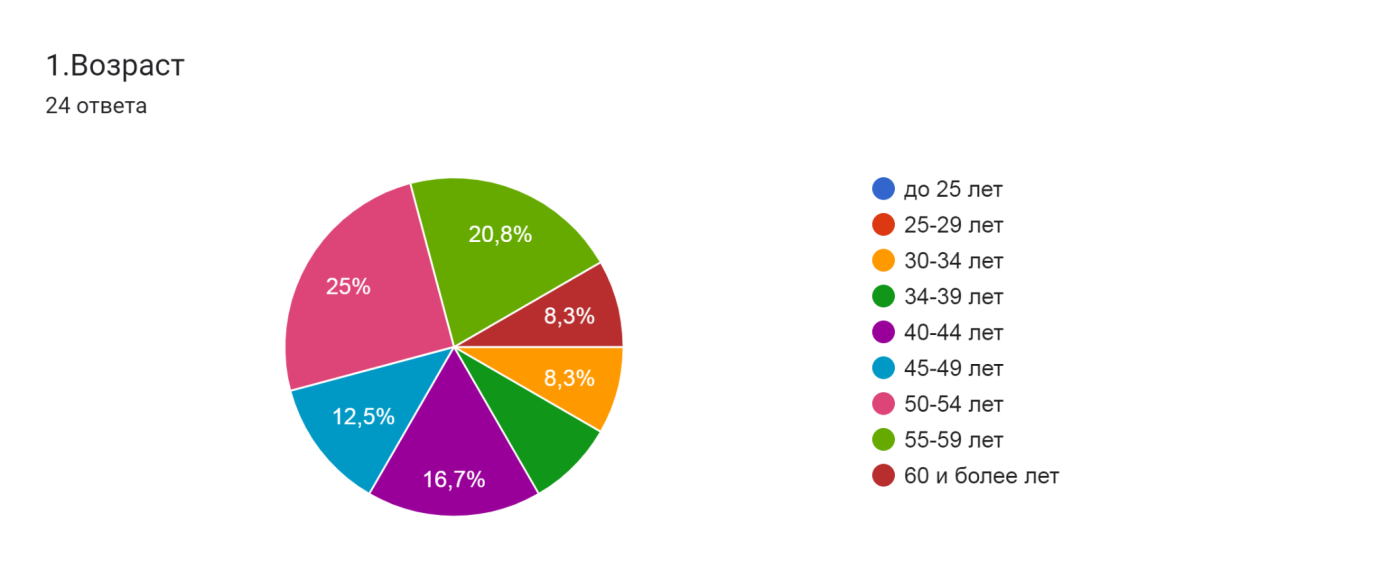 1.Возраст
24 ответа
20,8%
25%
8,3%
8,3%
12,5%
16,7%
до 25 лет
25-29 лет
30-34 лет
34-39 лет
40-44 лет
45-49 лет
50-54 лет
55-59 лет
60 и более лет